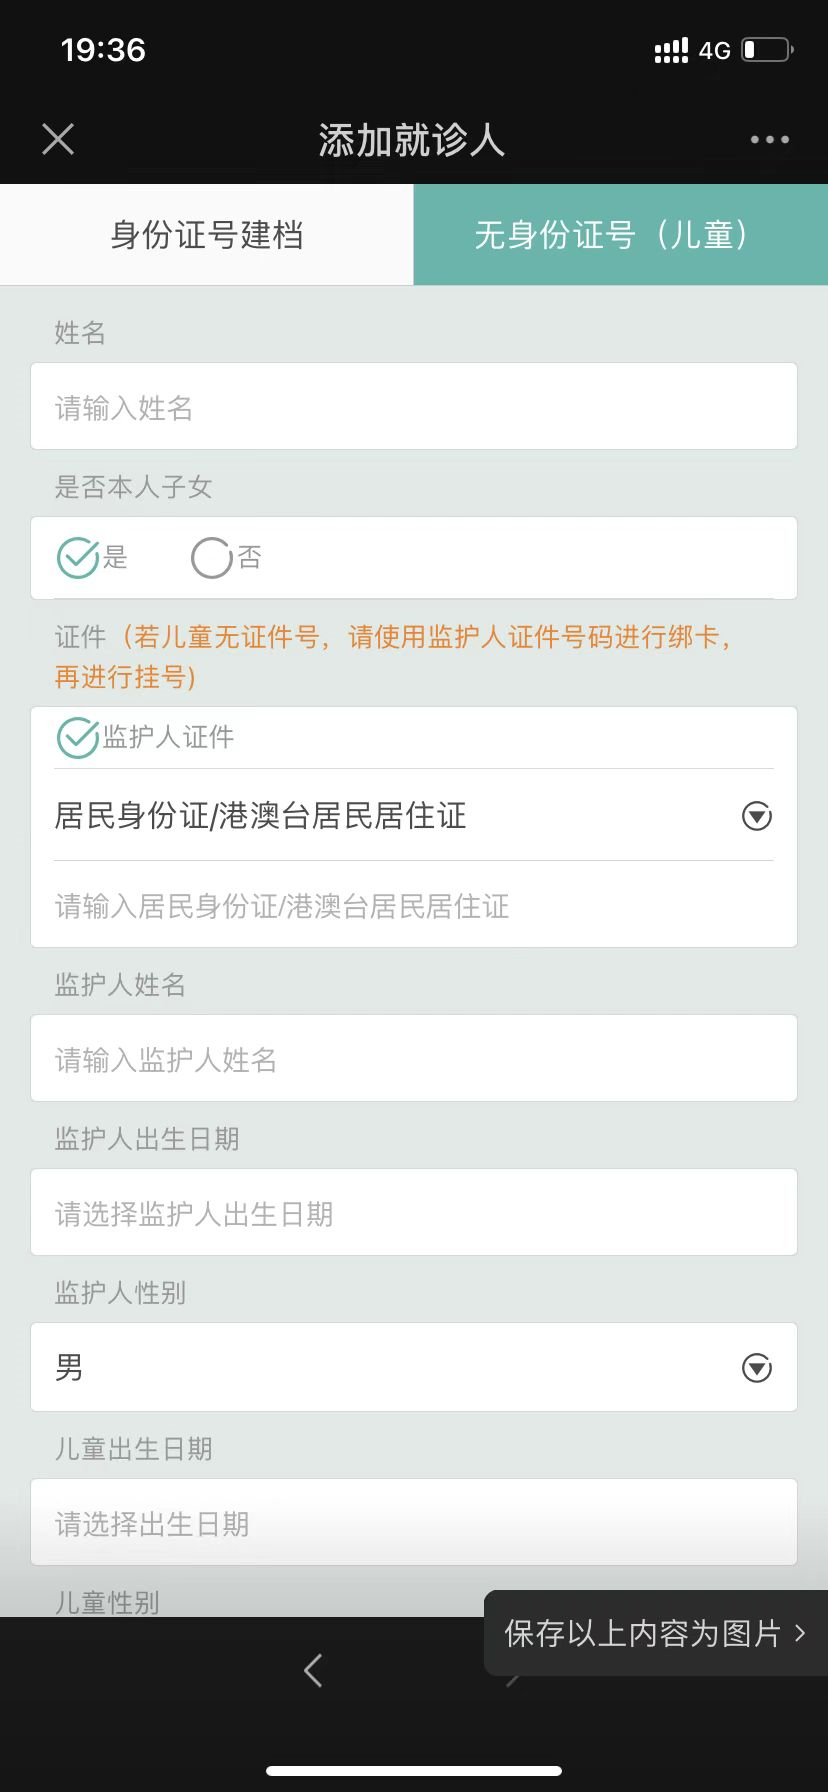 19:36
4G
添加就诊人
身份证号建档
无身份证号（儿童）
姓名
请输入姓名
是否本人子女
是
否
证件（若儿童无证件号，请使用监护人证件号码进行绑卡，
再进行挂号)
监护人证件
居民身份证/港澳台居民居住证
请输入居民身份证/港澳台居民居住证
监护人姓名
请输入监护人姓名
监护人出生日期
请选择监护人出生日期
监护人性别
男
儿童出生日期
请选择出生日期
儿童性别
保存以上内容为图片